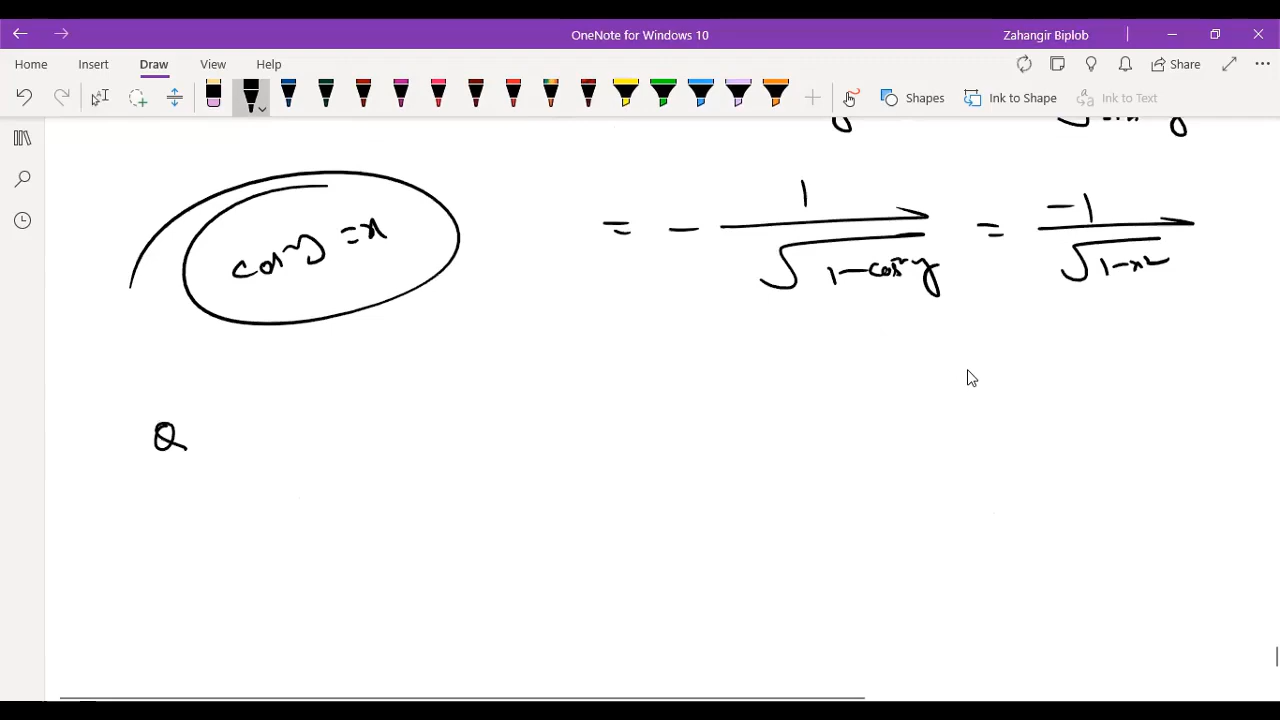 OneNote for Windows 10
Zahangir Biplob
Home Insert Draw View Help
Share
Shapes Ink to Shape Ink to Text
cos y = x
= - 1/√(1-cos²y) = -1/√(1-x²)
Q